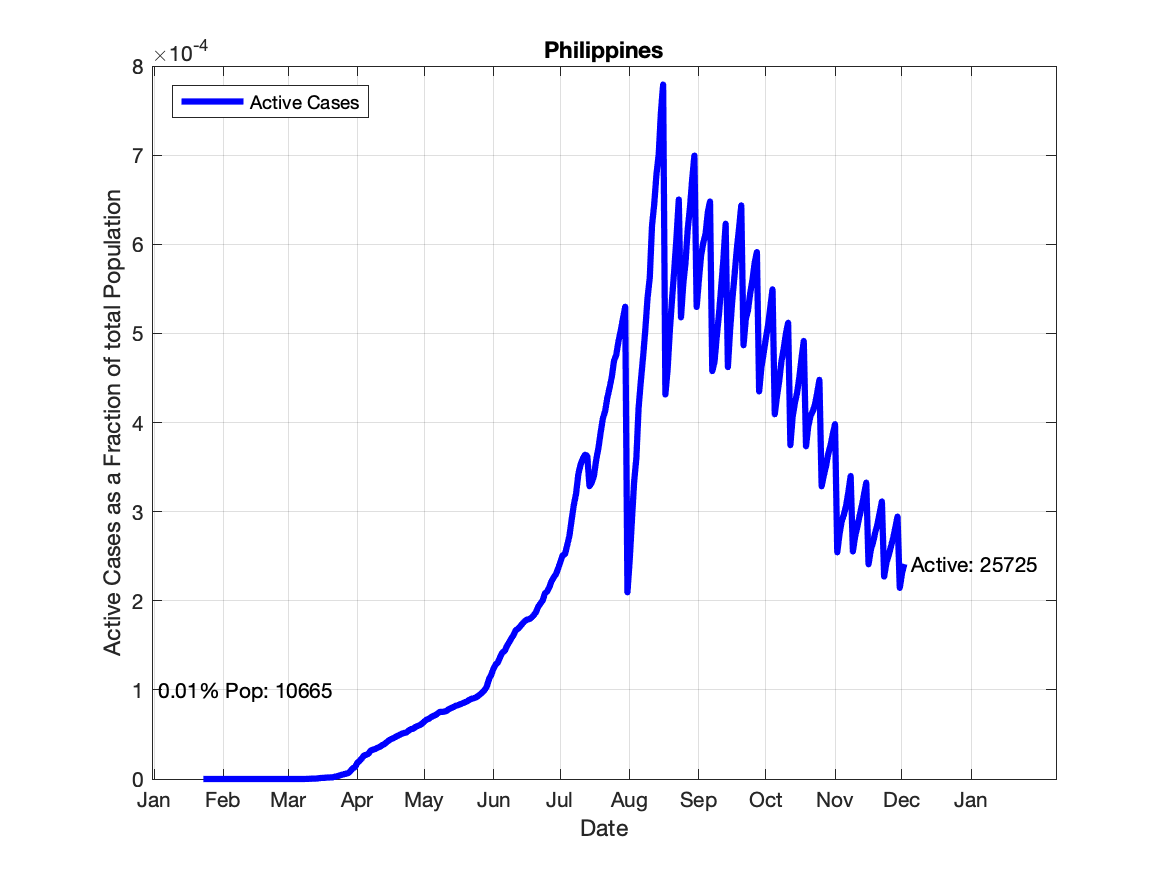 Philippines
×10⁻⁴
8
7
6
5
4
3
2
1
0
Active Cases as a Fraction of total Population
Active Cases
Active: 25725
0.01% Pop: 10665
Jan Feb Mar Apr May Jun Jul Aug Sep Oct Nov Dec Jan
Date